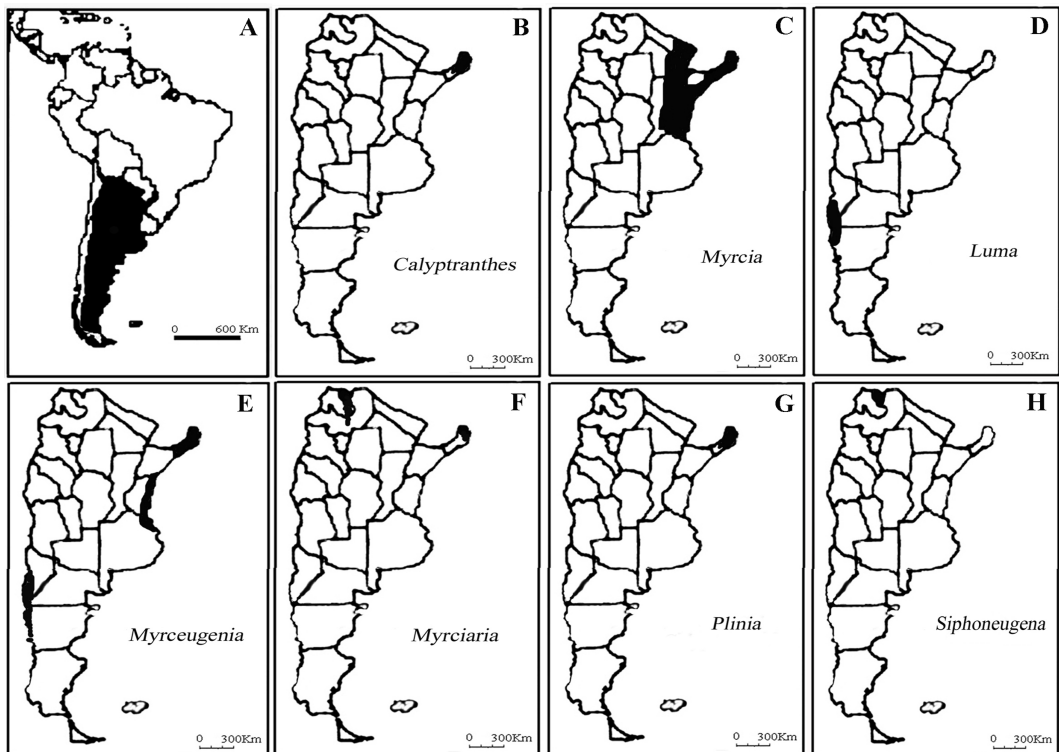 A
0 600 Km
B
Calyptranthes
0 300Km
C
Myrcia
0 300Km
D
Luma
0 300Km
E
Myrceugenia
0 300Km
F
Myrciaria
0 300Km
G
Plinia
0 300Km
H
Siphoneugena
0 300Km